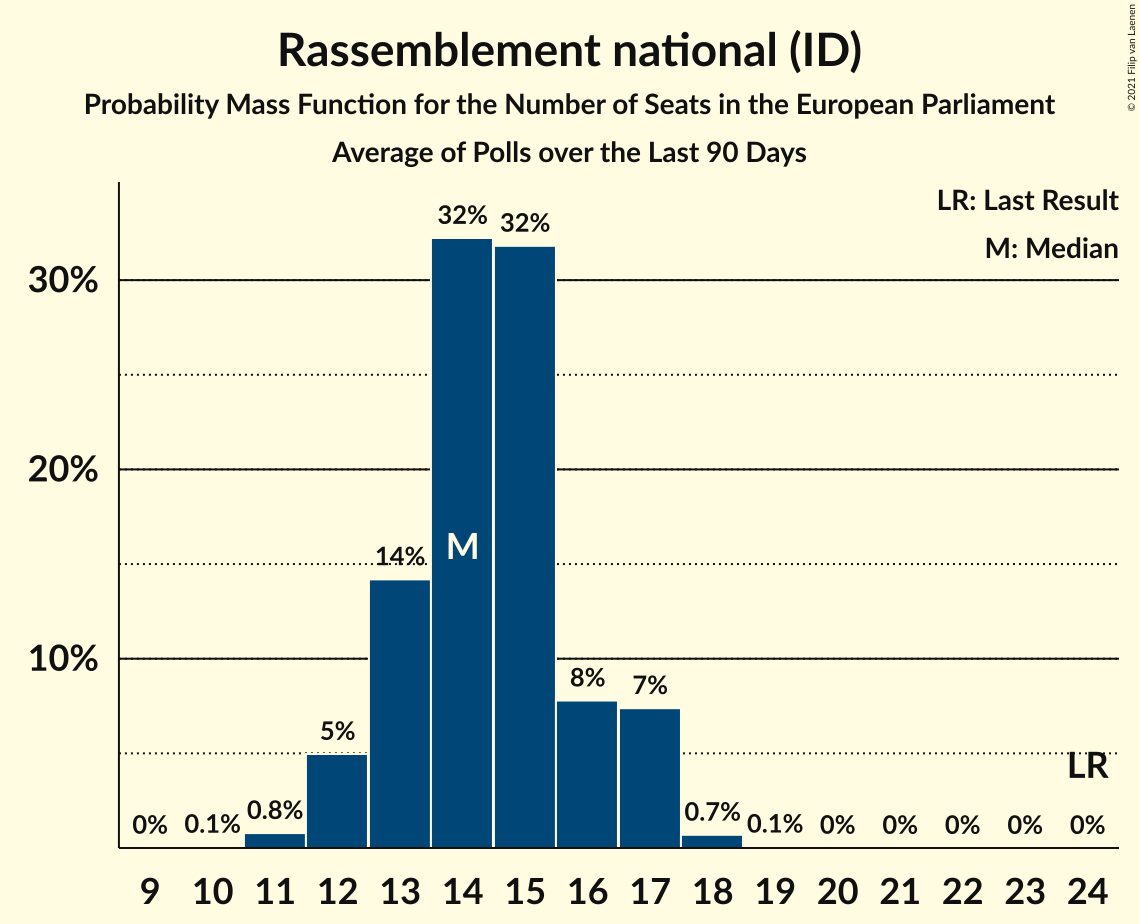 Rassemblement national (ID)
Probability Mass Function for the Number of Seats in the European Parliament
Average of Polls over the Last 90 Days
© 2021 Filip van Laenen
LR: Last Result
M: Median
30%
20%
10%
0%
0.1%
0.8%
5%
14%
32%
32%
8%
7%
0.7%
0.1%
0%
0%
0%
0%
0%
M
LR
9 10 11 12 13 14 15 16 17 18 19 20 21 22 23 24